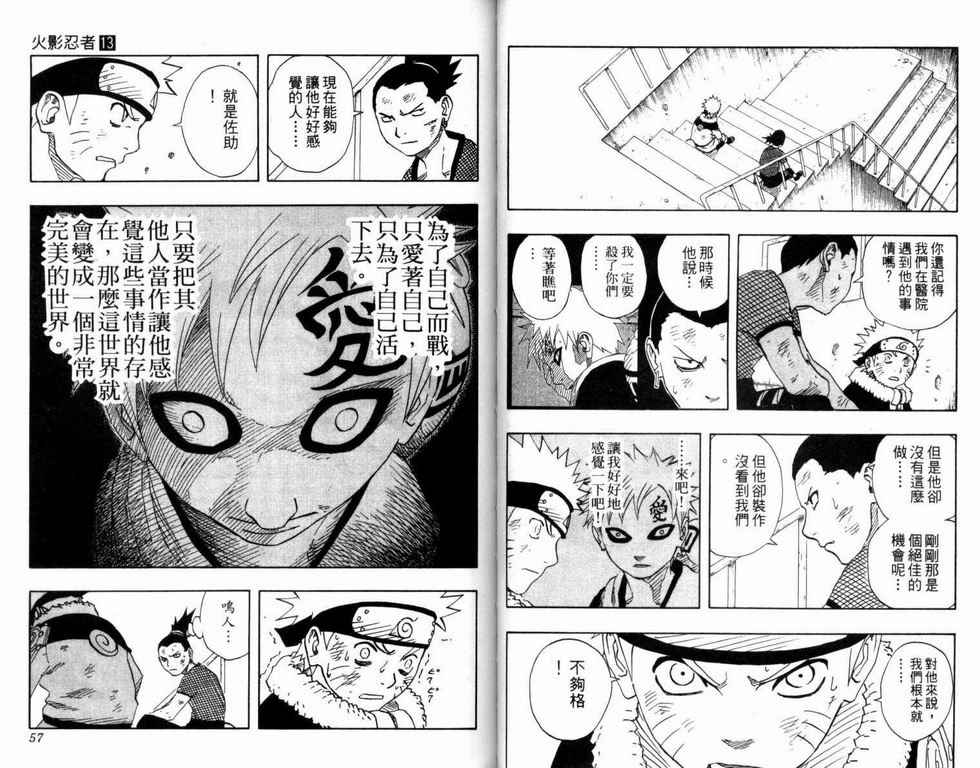 你還記得
我們在醫院
遇到他的事
情嗎?
那時候
他說…
…
我一定要
殺了你們
…
…
等著瞧吧
…
但是他卻
沒有這麼
做……
剛剛那是
個絕佳的
機會呢…
但他卻裝作
沒看到我們
。
……來吧!
讓我好好地
感覺一下吧!
愛
對他來說,
我們根本就
……
不夠格
火影忍者13
現在能夠
讓他好好感
覺的人……
就是佐助
!
為了自己而戰,
只愛著自己,
只為了自己活
下去。
只要把其
他人當作讓他感
覺這些事情的存
在,那麼這世界就
會變成一個非常
完美的世界。
愛
ピクピク
鳴人…
57